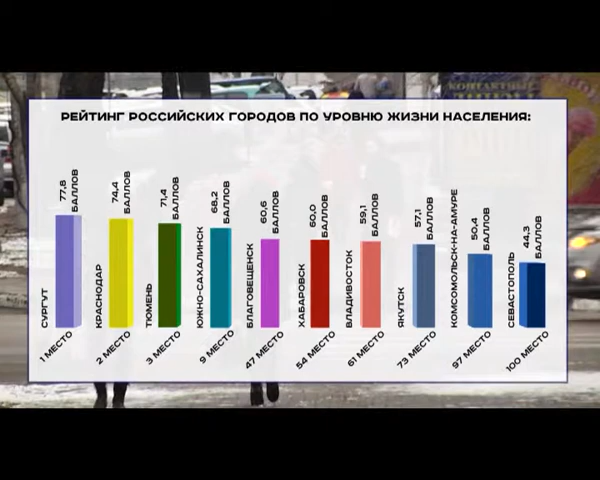 РЕЙТИНГ РОССИЙСКИХ ГОРОДОВ ПО УРОВНЮ ЖИЗНИ НАСЕЛЕНИЯ:
СУРГУТ
77,8
БАЛЛОВ
1 МЕСТО
КРАСНОДАР
74,4
БАЛЛОВ
2 МЕСТО
ТЮМЕНЬ
71,4
БАЛЛОВ
3 МЕСТО
ЮЖНО-САХАЛИНСК
68,2
БАЛЛОВ
9 МЕСТО
БЛАГОВЕЩЕНСК
60,6
БАЛЛОВ
47 МЕСТО
ХАБАРОВСК
60,0
БАЛЛОВ
54 МЕСТО
ВЛАДИВОСТОК
59,1
БАЛЛОВ
61 МЕСТО
ЯКУТСК
57,1
БАЛЛОВ
73 МЕСТО
КОМСОМОЛЬСК-НА-АМУРЕ
50,4
БАЛЛОВ
97 МЕСТО
СЕВАСТОПОЛЬ
44,3
БАЛЛОВ
100 МЕСТО